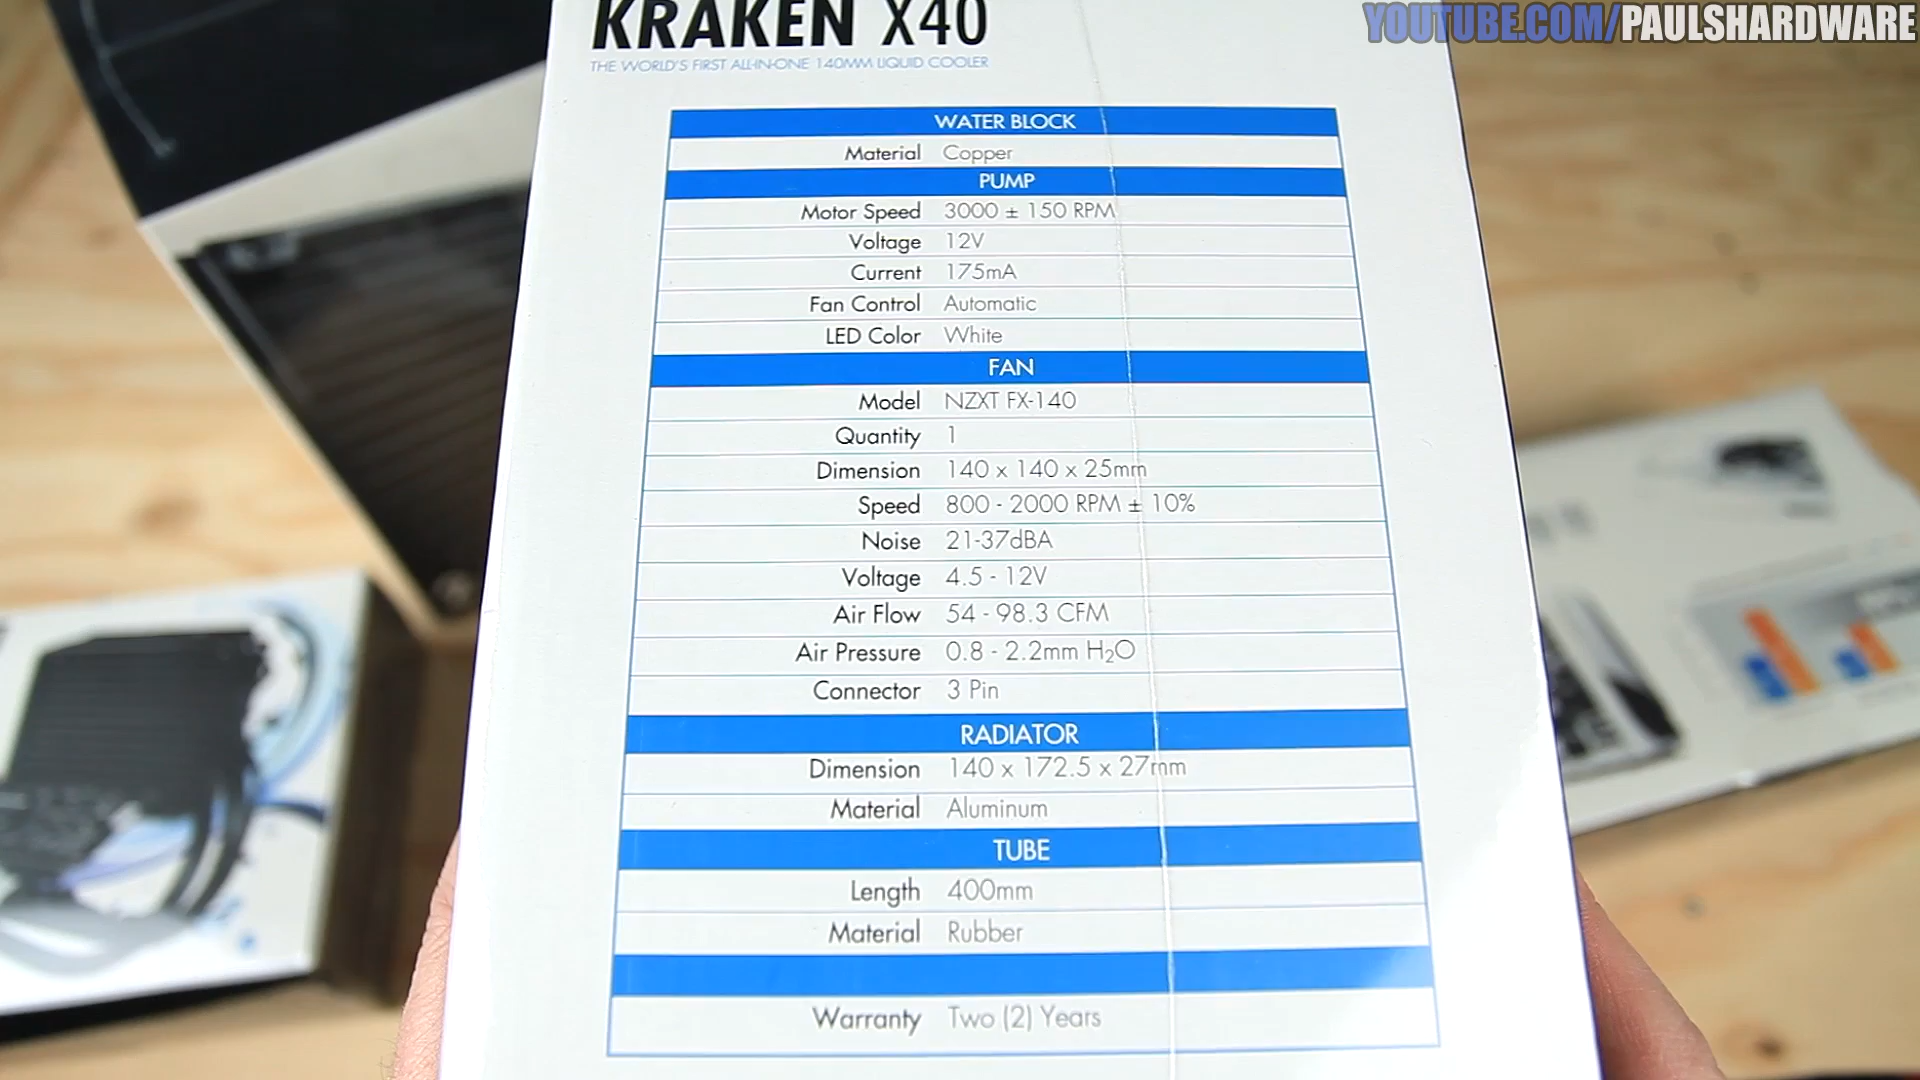 YOUTUBE.COM/PAULSHARDWARE
KRAKEN X40
THE WORLD'S FIRST ALL-IN-ONE 140MM LIQUID COOLER
WATER BLOCK
Material Copper
PUMP
Motor Speed 3000 ± 150 RPM
Voltage 12V
Current 175mA
Fan Control Automatic
LED Color White
FAN
Model NZXT FX-140
Quantity 1
Dimension 140 x 140 x 25mm
Speed 800 - 2000 RPM ± 10%
Noise 21-37dBA
Voltage 4.5 - 12V
Air Flow 54 - 98.3 CFM
Air Pressure 0.8 - 2.2mm H₂O
Connector 3 Pin
RADIATOR
Dimension 140 x 172.5 x 27mm
Material Aluminum
TUBE
Length 400mm
Material Rubber
Warranty Two (2) Years